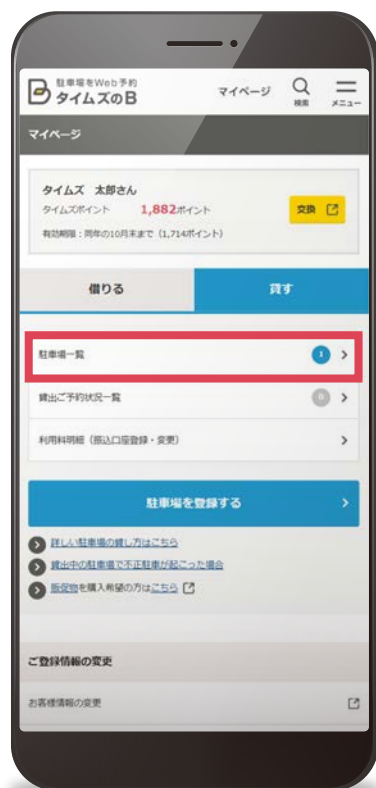 駐車場をWeb予約
タイムズのB
マイページ
検索
メニュー
マイページ
タイムズ 太郎さん
タイムズポイント 1,882ポイント
交換
有効期限：同年の10月末まで（1,714ポイント）
借りる
貸す
駐車場一覧 1
貸出ご予約状況一覧 0
利用料明細（振込口座登録・変更）
駐車場を登録する
詳しい駐車場の貸し方はこちら
貸出中の駐車場で不正駐車が起こった場合
販促物を購入希望の方はこちら
ご登録情報の変更
お客様情報の変更